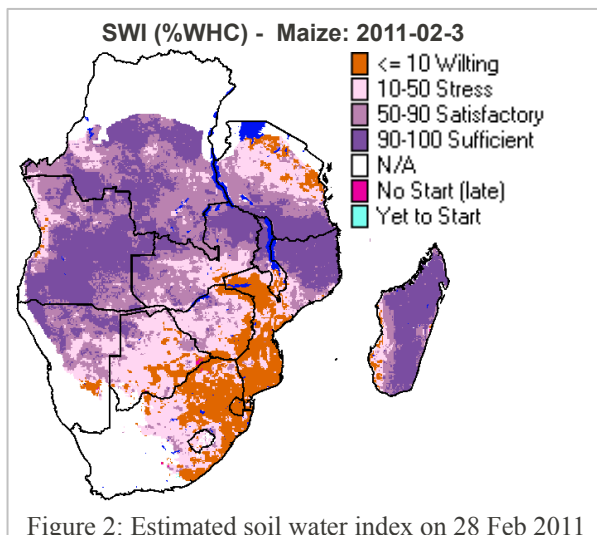 SWI (%WHC) - Maize: 2011-02-3
<= 10 Wilting
10-50 Stress
50-90 Satisfactory
90-100 Sufficient
N/A
No Start (late)
Yet to Start
Figure 2: Estimated soil water index on 28 Feb 2011